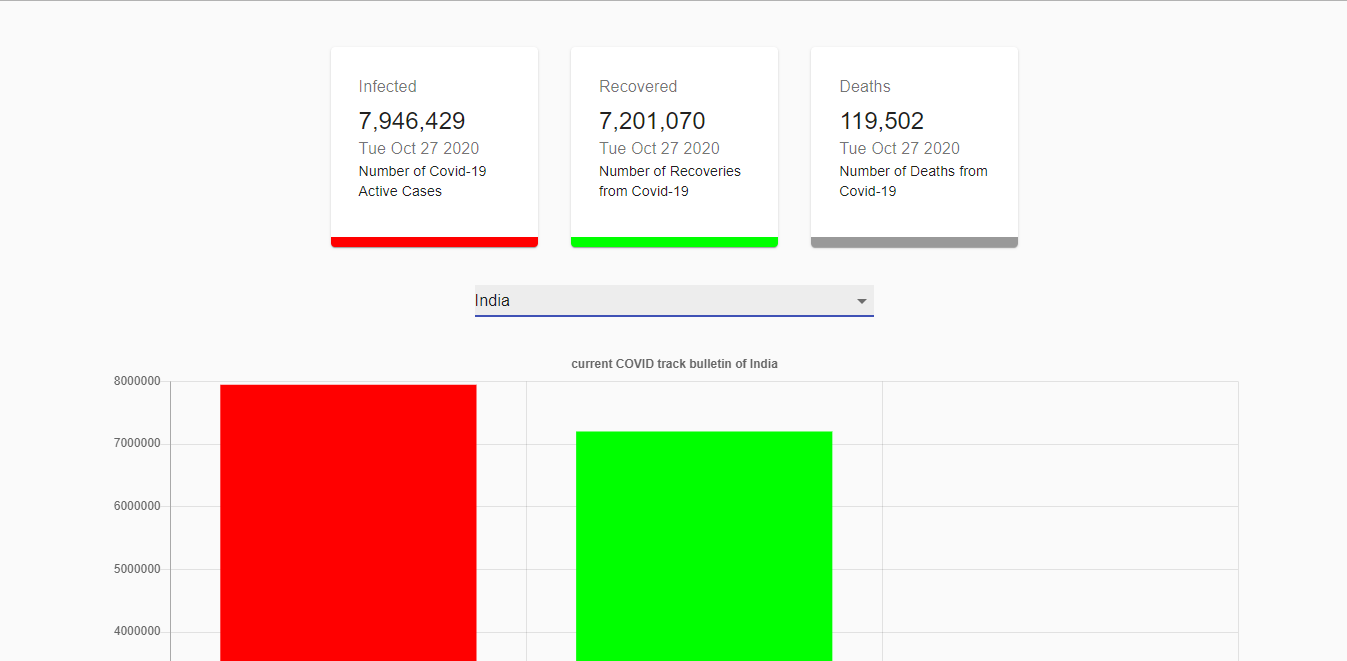 Infected
7,946,429
Tue Oct 27 2020
Number of Covid-19
Active Cases
Recovered
7,201,070
Tue Oct 27 2020
Number of Recoveries
from Covid-19
Deaths
119,502
Tue Oct 27 2020
Number of Deaths from
Covid-19
India
current COVID track bulletin of India
8000000
7000000
6000000
5000000
4000000